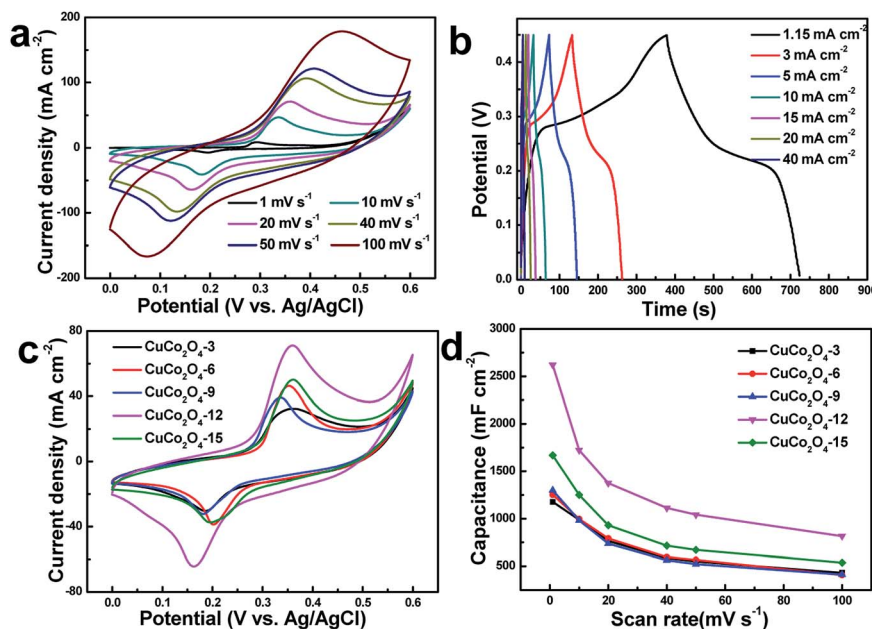 a
Current density (mA cm⁻²)
200
100
0
-100
-200
1 mV s⁻¹ 10 mV s⁻¹
20 mV s⁻¹ 40 mV s⁻¹
50 mV s⁻¹ 100 mV s⁻¹
0.0 0.1 0.2 0.3 0.4 0.5 0.6
Potential (V vs. Ag/AgCl)
b
Potential (V)
0.45
0.30
0.15
0.00
1.15 mA cm⁻²
3 mA cm⁻²
5 mA cm⁻²
10 mA cm⁻²
15 mA cm⁻²
20 mA cm⁻²
40 mA cm⁻²
0 100 200 300 400 500 600 700 800 900
Time (s)
c
Current density (mA cm⁻²)
80
40
0
-40
-80
CuCo₂O₄-3
CuCo₂O₄-6
CuCo₂O₄-9
CuCo₂O₄-12
CuCo₂O₄-15
0.0 0.1 0.2 0.3 0.4 0.5 0.6
Potential (V vs. Ag/AgCl)
d
Capacitance (mF cm⁻²)
3000
2500
2000
1500
1000
500
CuCo₂O₄-3
CuCo₂O₄-6
CuCo₂O₄-9
CuCo₂O₄-12
CuCo₂O₄-15
0 20 40 60 80 100
Scan rate(mV s⁻¹)